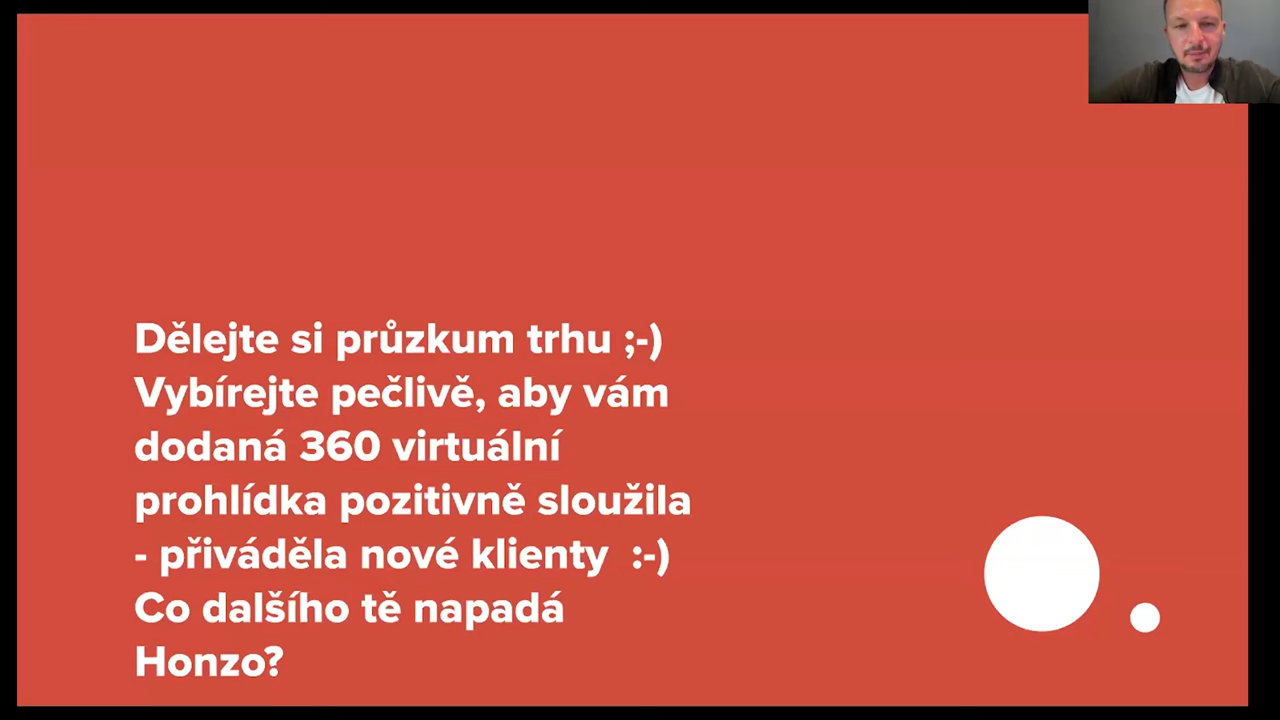 Dělejte si průzkum trhu ;-)
Vybírejte pečlivě, aby vám
dodaná 360 virtuální
prohlídka pozitivně sloužila
- přiváděla nové klienty :-)
Co dalšího tě napadá
Honzo?